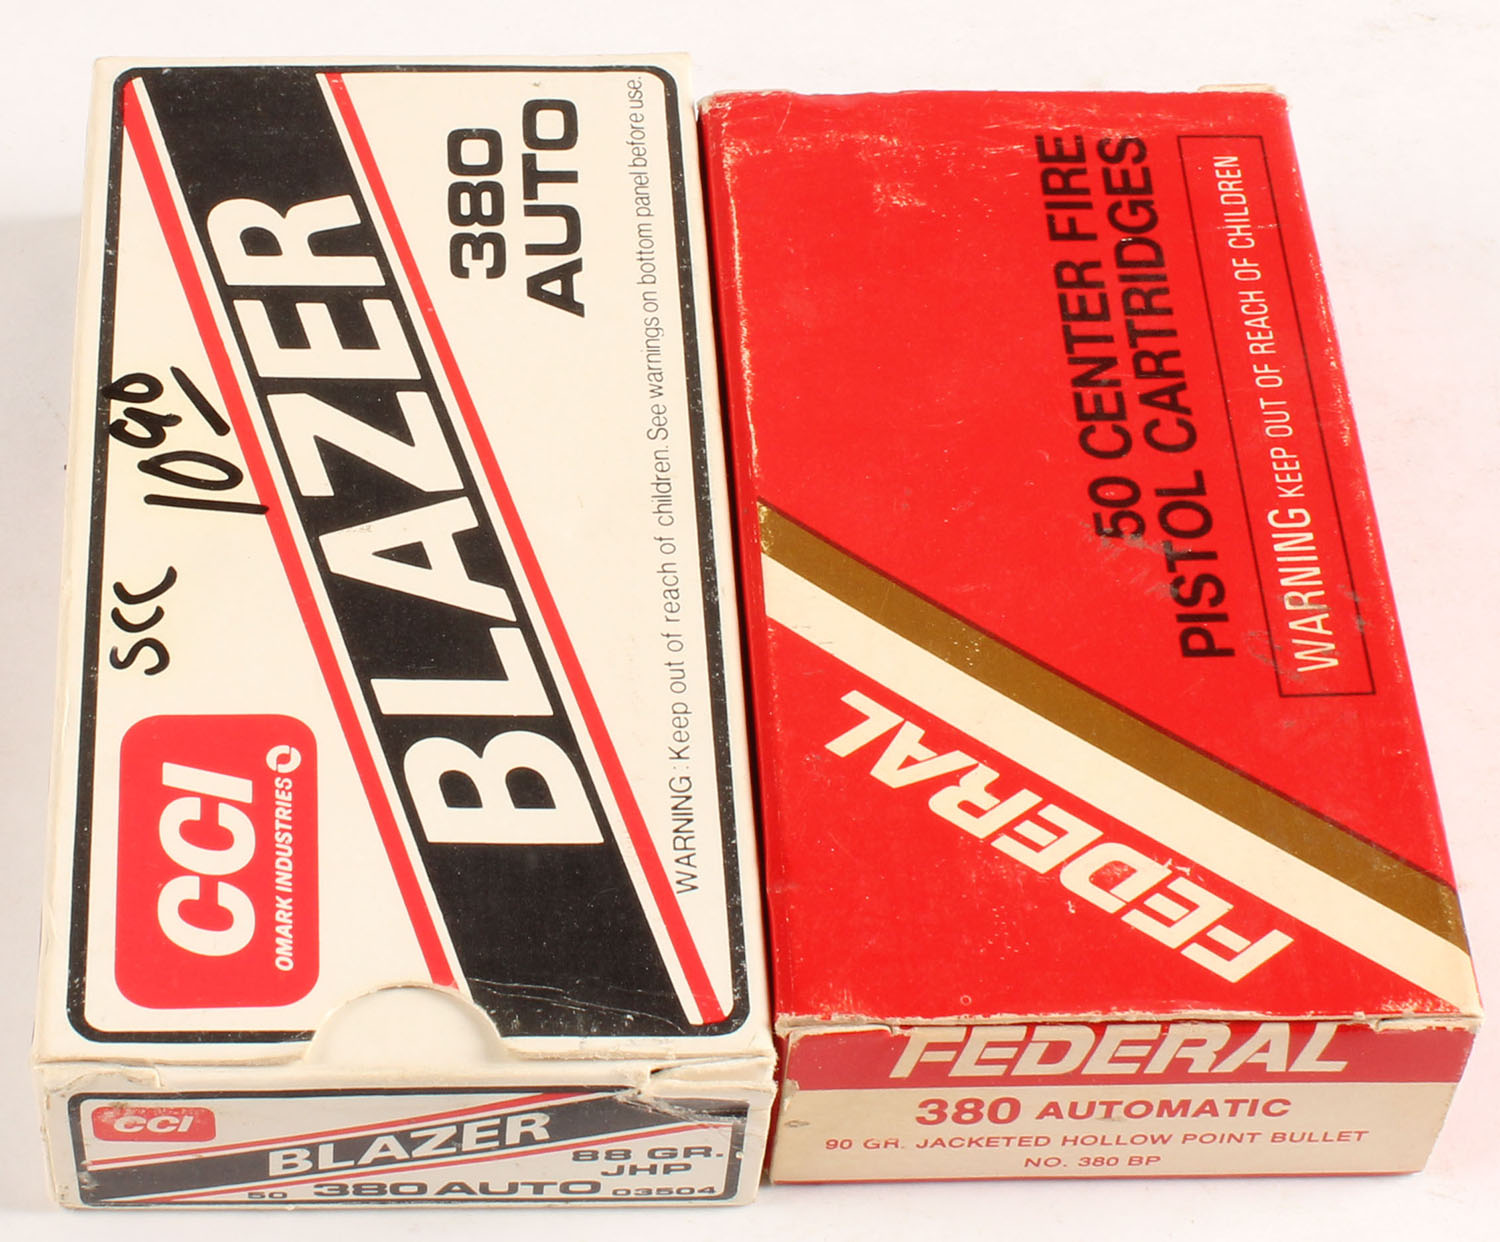 380
AUTO
BLAZER
WARNING: Keep out of reach of children. See warnings on bottom panel before use.
SCC 10 90
CCI
OMARK INDUSTRIES
CCI
BLAZER
88 GR.
JHP
50 380 AUTO 03504
50 CENTER FIRE
PISTOL CARTRIDGES
WARNING KEEP OUT OF REACH OF CHILDREN
FEDERAL
FEDERAL
380 AUTOMATIC
90 GR. JACKETED HOLLOW POINT BULLET
NO. 380 BP